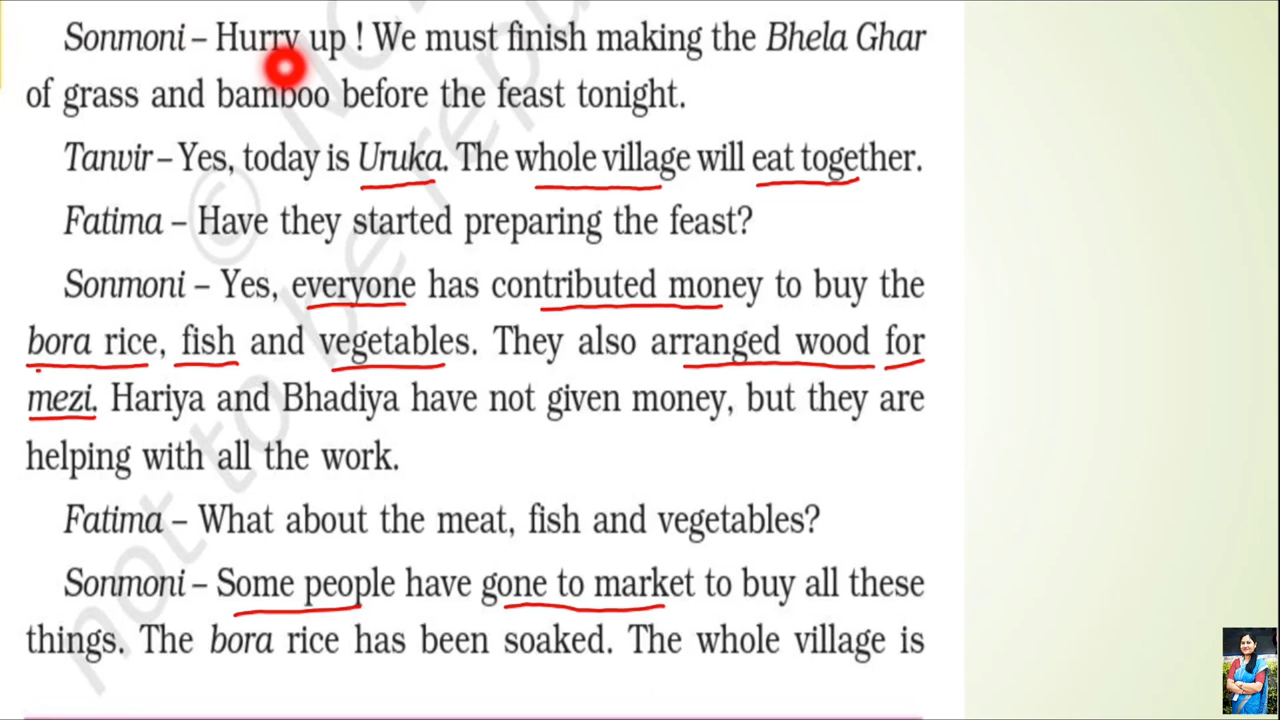 Sonmoni – Hurry up ! We must finish making the Bhela Ghar
of grass and bamboo before the feast tonight.
Tanvir – Yes, today is Uruka. The whole village will eat together.
Fatima – Have they started preparing the feast?
Sonmoni – Yes, everyone has contributed money to buy the
bora rice, fish and vegetables. They also arranged wood for
mezi. Hariya and Bhadiya have not given money, but they are
helping with all the work.
Fatima – What about the meat, fish and vegetables?
Sonmoni – Some people have gone to market to buy all these
things. The bora rice has been soaked. The whole village is
not to be repu
© NC